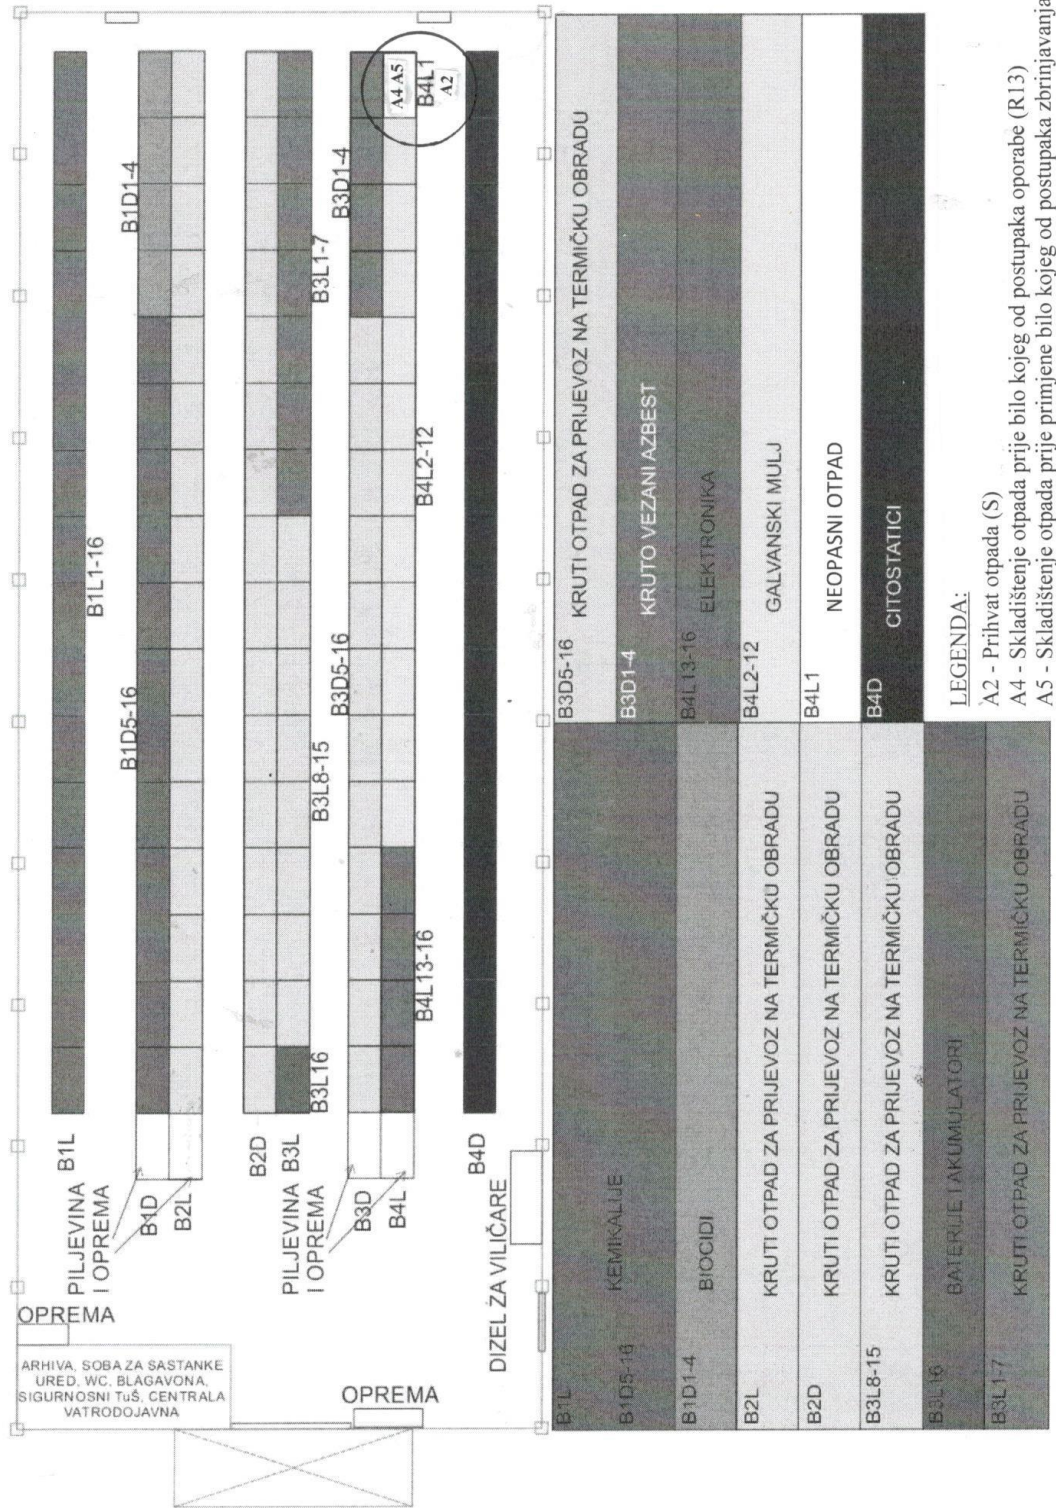 B1L
B1L1-16
PILJEVINA
I OPREMA
B1D
B2L
B1D5-16
B1D1-4
B2D
B3L
PILJEVINA
I OPREMA
B3L16
B3L8-15
B3L1-7
B3D
B4L
B3D5-16
B3D1-4
A4 A5
B4L1
A2
B4L13-16
B4L2-12
B4D
DIZEL ZA VILIČARE
OPREMA
ARHIVA, SOBA ZA SASTANKE
URED, WC, BLAGAVONA,
SIGURNOSNI TuŠ, CENTRALA
VATRODOJAVNA
OPREMA
B1L
B1D5-16 KEMIKALIJE
B1D1-4 BIOCIDI
B2L KRUTI OTPAD ZA PRIJEVOZ NA TERMIČKU OBRADU
B2D KRUTI OTPAD ZA PRIJEVOZ NA TERMIČKU OBRADU
B3L8-15 KRUTI OTPAD ZA PRIJEVOZ NA TERMIČKU OBRADU
B3L16 BATERIJE I AKUMULATORI
B3L1-7 KRUTI OTPAD ZA PRIJEVOZ NA TERMIČKU OBRADU
B3D5-16 KRUTI OTPAD ZA PRIJEVOZ NA TERMIČKU OBRADU
B3D1-4 KRUTO VEZANI AZBEST
B4L13-16 ELEKTRONIKA
B4L2-12 GALVANSKI MULJ
B4L1 NEOPASNI OTPAD
B4D CITOSTATICI
LEGENDA:
A2 - Prihvat otpada (S)
A4 - Skladištenje otpada prije bilo kojeg od postupaka oporabe (R13)
A5 - Skladištenje otpada prije primjene bilo kojeg od postupaka zbrinjavanja